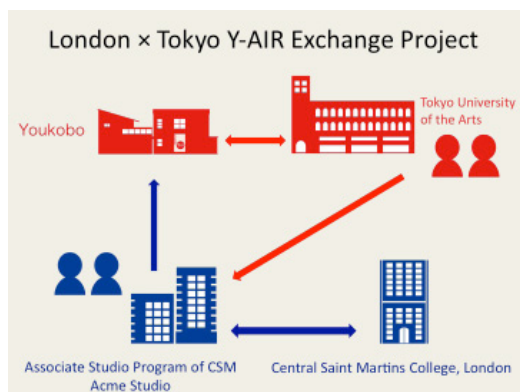 London × Tokyo Y-AIR Exchange Project
Youkobo
Tokyo University
of the Arts
Associate Studio Program of CSM
Acme Studio
Central Saint Martins College, London